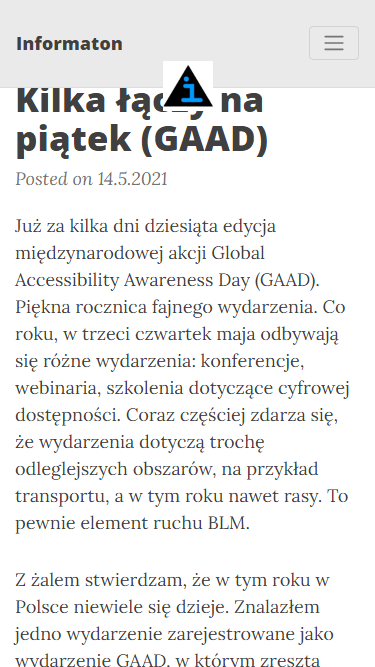 Informaton
Kilka łączy na
piątek (GAAD)
Posted on 14.5.2021
Już za kilka dni dziesiąta edycja
międzynarodowej akcji Global
Accessibility Awareness Day (GAAD).
Piękna rocznica fajnego wydarzenia. Co
roku, w trzeci czwartek maja odbywają
się różne wydarzenia: konferencje,
webinaria, szkolenia dotyczące cyfrowej
dostępności. Coraz częściej zdarza się,
że wydarzenia dotyczą trochę
odleglejszych obszarów, na przykład
transportu, a w tym roku nawet rasy. To
pewnie element ruchu BLM.
Z żalem stwierdzam, że w tym roku w
Polsce niewiele się dzieje. Znalazłem
jedno wydarzenie zarejestrowane jako
wydarzenie GAAD, w którym zresztą